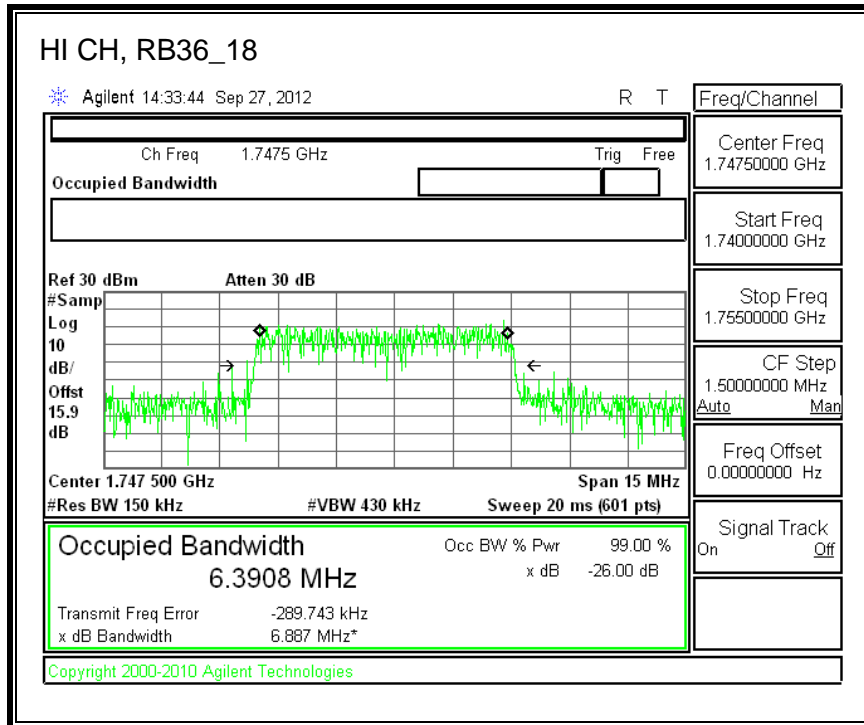 HI CH, RB36_18
Agilent 14:33:44 Sep 27, 2012 R T
Freq/Channel
Ch Freq 1.7475 GHz Trig Free
Occupied Bandwidth
Center Freq
1.74750000 GHz
Start Freq
1.74000000 GHz
Stop Freq
1.75500000 GHz
CF Step
1.50000000 MHz
Auto Man
Freq Offset
0.00000000 Hz
Signal Track
On Off
Ref 30 dBm Atten 30 dB
#Samp
Log
10
dB/
Offst
15.9
dB
Center 1.747 500 GHz Span 15 MHz
#Res BW 150 kHz #VBW 430 kHz Sweep 20 ms (601 pts)
Occupied Bandwidth Occ BW % Pwr 99.00 %
6.3908 MHz x dB -26.00 dB
Transmit Freq Error -289.743 kHz
x dB Bandwidth 6.887 MHz*
Copyright 2000-2010 Agilent Technologies